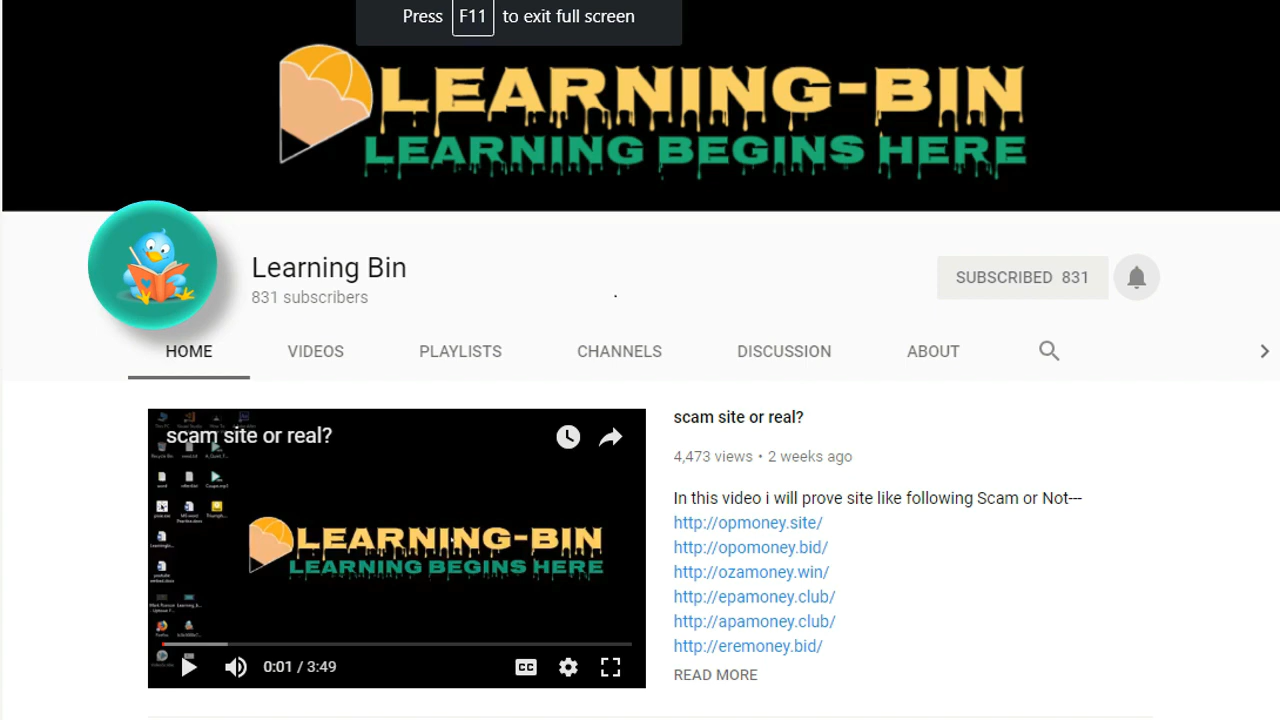 Press F11 to exit full screen
LEARNING-BIN
LEARNING BEGINS HERE
Learning Bin
831 subscribers
SUBSCRIBED 831
HOME VIDEOS PLAYLISTS CHANNELS DISCUSSION ABOUT
scam site or real?
LEARNING-BIN
LEARNING BEGINS HERE
0:01 / 3:49
CC
scam site or real?
4,473 views • 2 weeks ago
In this video i will prove site like following Scam or Not---
http://opmoney.site/
http://opomoney.bid/
http://ozamoney.win/
http://epamoney.club/
http://apamoney.club/
http://eremoney.bid/
READ MORE